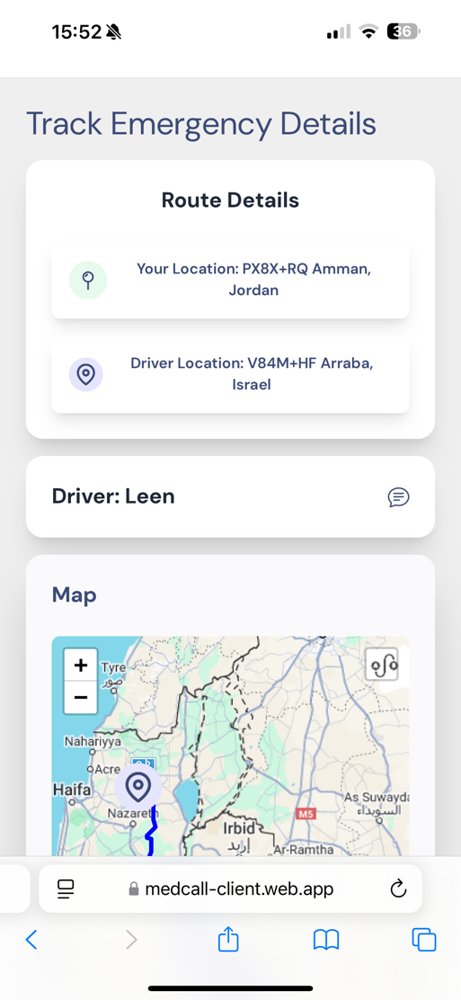 15:52
36
Track Emergency Details
Route Details
Your Location: PX8X+RQ Amman,
Jordan
Driver Location: V84M+HF Arraba,
Israel
Driver: Leen
Map
+
−
Tyre
صور
Nahariyya
Acre
Haifa
Nazareth
As Suwayda
السويداء
M5
Irbid
إربد
Ar-Ramtha
medcall-client.web.app